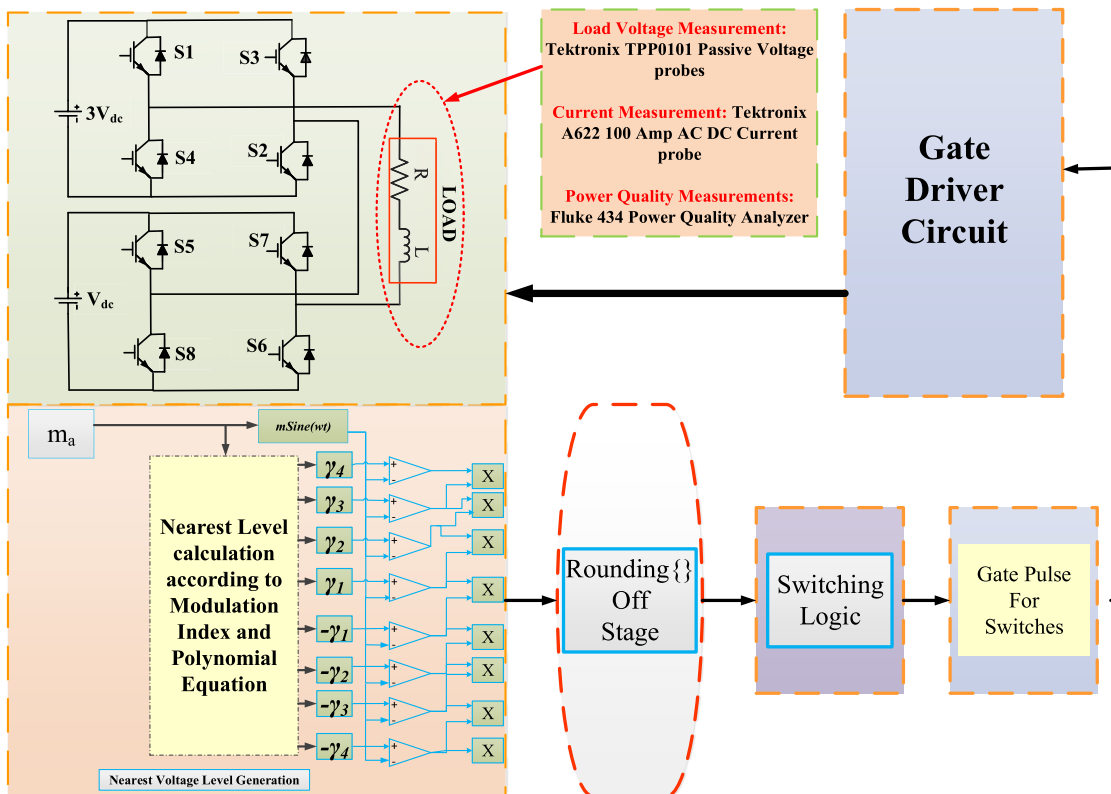 S1
S3
3V_dc
S4
S2
R
L
LOAD
S5
S7
V_dc
S8
S6
Load Voltage Measurement:
Tektronix TPP0101 Passive Voltage
probes
Current Measurement: Tektronix
A622 100 Amp AC DC Current
probe
Power Quality Measurements:
Fluke 434 Power Quality Analyzer
Gate
Driver
Circuit
m_a
mSine(wt)
Nearest Level
calculation
according to
Modulation
Index and
Polynomial
Equation
γ4
γ3
γ2
γ1
-γ1
-γ2
-γ3
-γ4
+
-
+
-
+
-
+
-
+
-
+
-
+
-
+
-
X
X
X
X
X
X
X
X
Nearest Voltage Level Generation
Rounding{}
Off
Stage
Switching
Logic
Gate Pulse
For
Switches